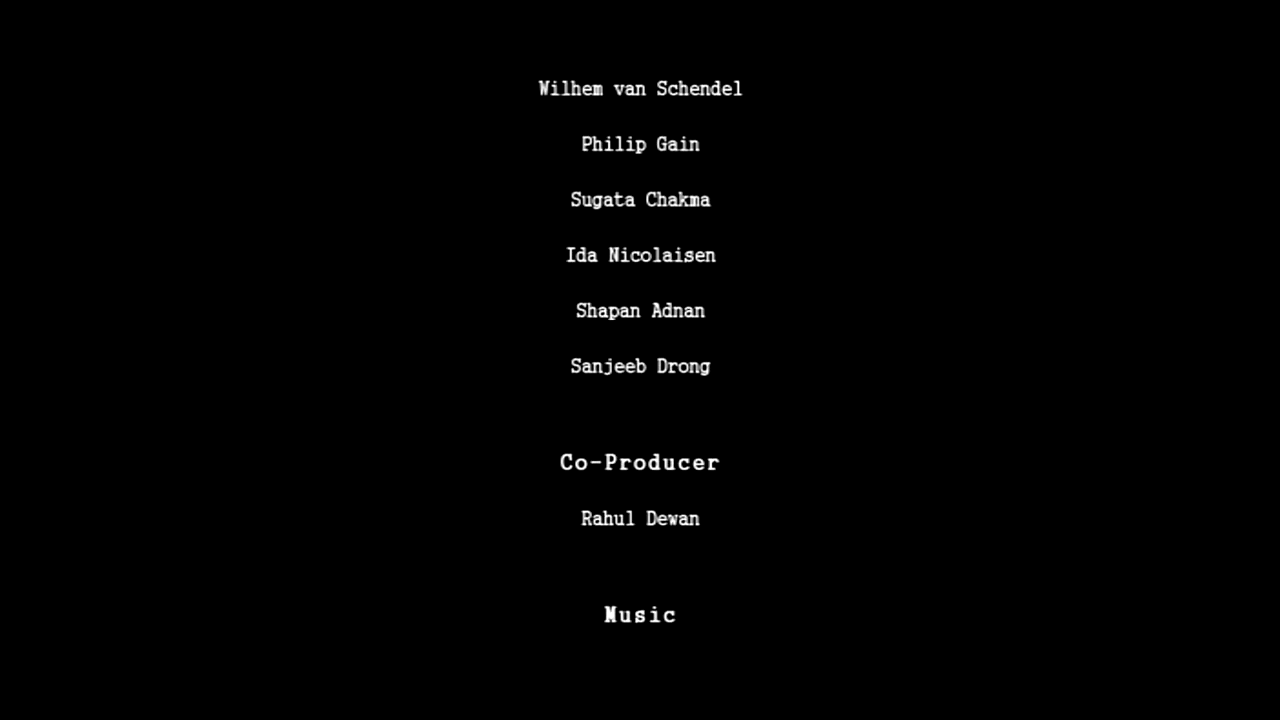 Wilhem van Schendel
Philip Gain
Sugata Chakma
Ida Nicolaisen
Shapan Adnan
Sanjeeb Drong
Co-Producer
Rahul Dewan
Music